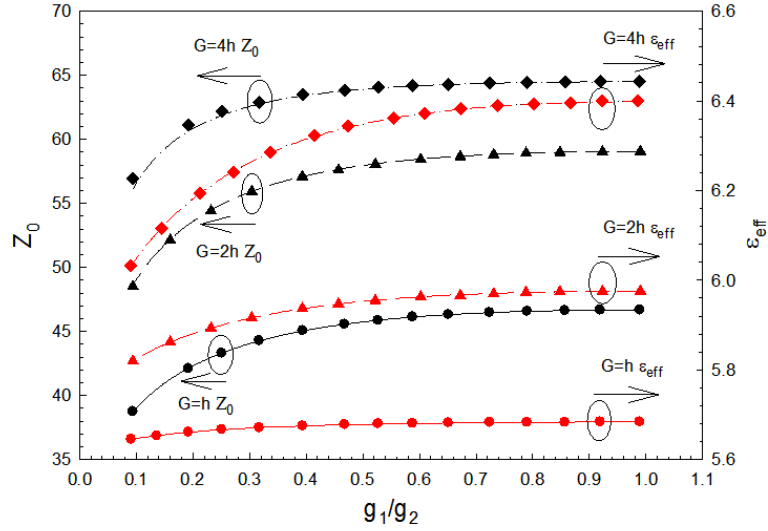 70
6.6
G=4h Z₀
G=4h εeff
65
6.4
60
Z₀
55
6.2
εeff
G=2h Z₀
G=2h εeff
50
6.0
45
5.8
40
G=h Z₀
G=h εeff
35
5.6
0.0 0.1 0.2 0.3 0.4 0.5 0.6 0.7 0.8 0.9 1.0 1.1
g₁/g₂